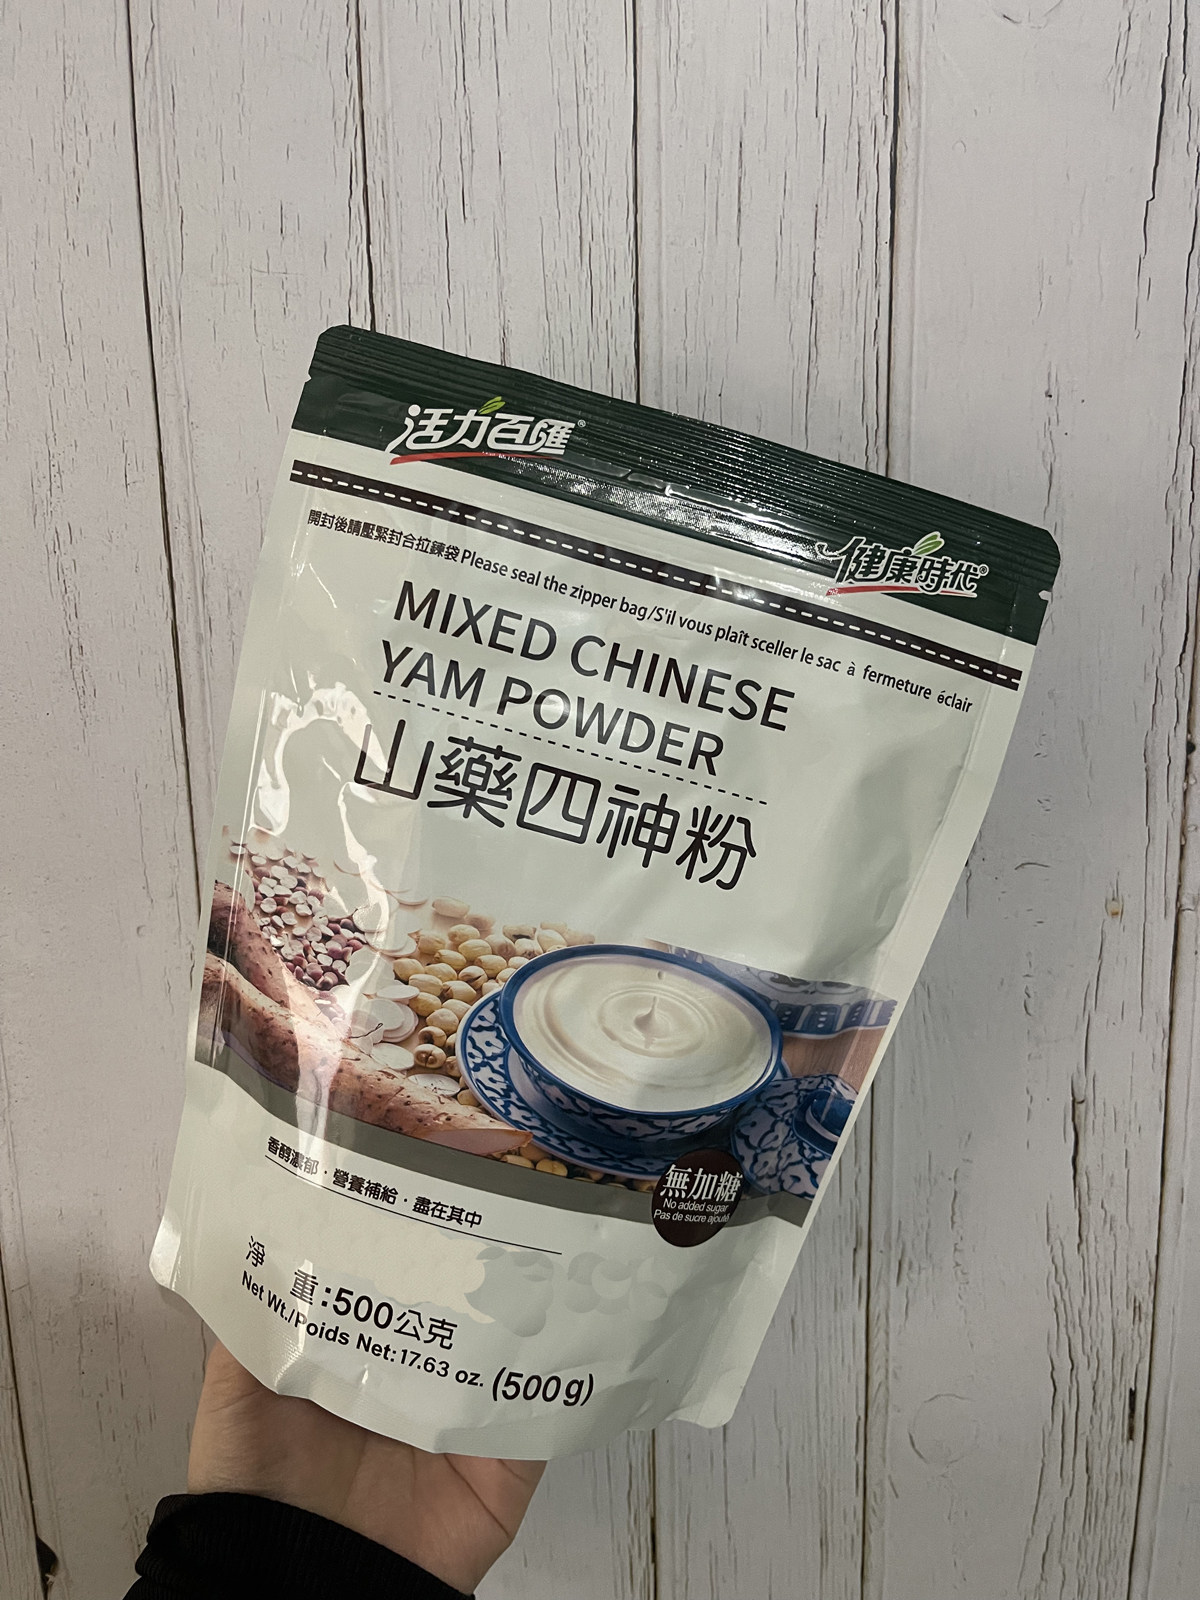 活力百匯®
健康時代®
開封後請壓緊封合拉鍊袋 Please seal the zipper bag/S'il vous plaît sceller le sac à fermeture éclair
MIXED CHINESE
YAM POWDER
山藥四神粉
無加糖
No added sugar
Pas de sucre ajouté
香醇濃郁·營養補給·盡在其中
淨 重:500公克
Net Wt./Poids Net:17.63 oz. (500g)